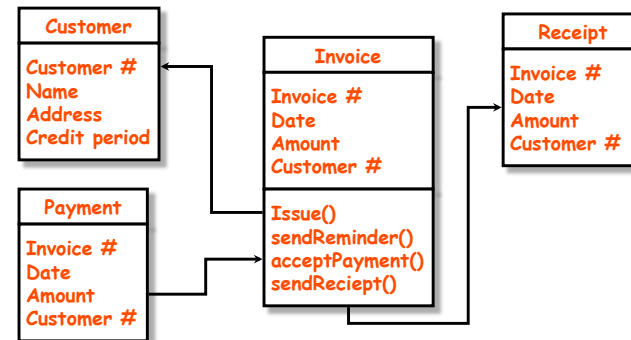 Customer
Customer #
Name
Address
Credit period
Payment
Invoice #
Date
Amount
Customer #
Invoice
Invoice #
Date
Amount
Customer #
Issue()
sendReminder()
acceptPayment()
sendReciept()
Receipt
Invoice #
Date
Amount
Customer #